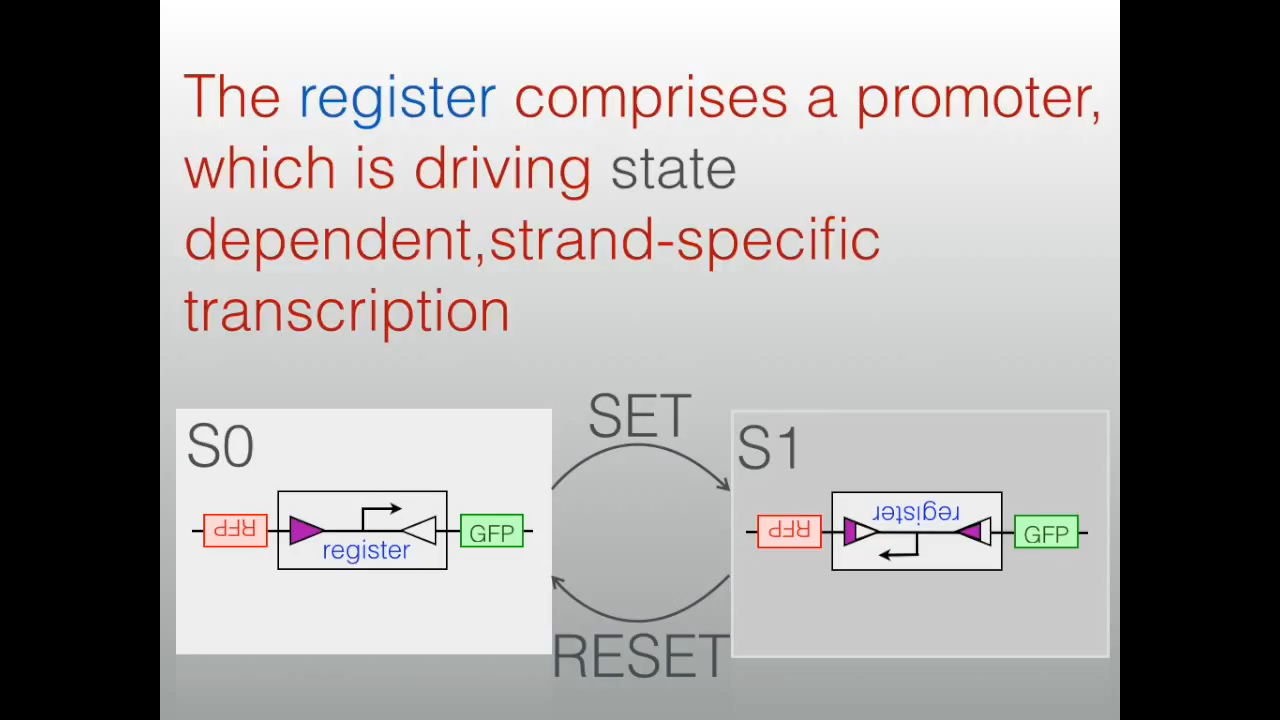 The register comprises a promoter,
which is driving state
dependent,strand-specific
transcription
SET
S0
S1
RFP
register
GFP
RFP
register
GFP
RESET